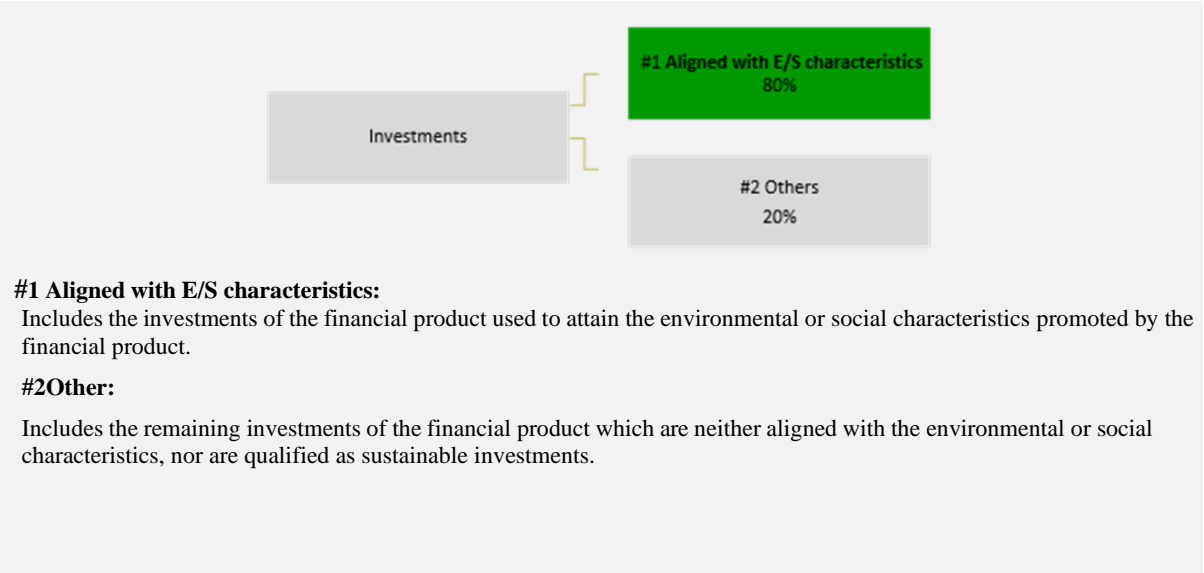 #1 Aligned with E/S characteristics
80%
Investments
#2 Others
20%
#1 Aligned with E/S characteristics:
Includes the investments of the financial product used to attain the environmental or social characteristics promoted by the
financial product.
#2Other:
Includes the remaining investments of the financial product which are neither aligned with the environmental or social
characteristics, nor are qualified as sustainable investments.